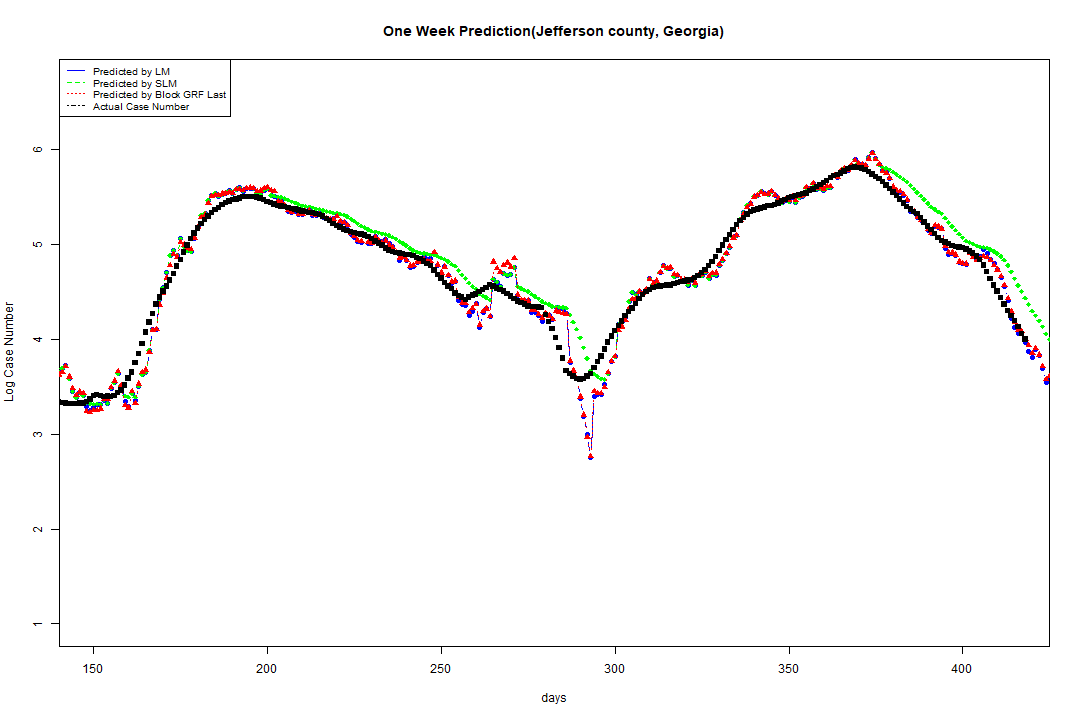 One Week Prediction(Jefferson county, Georgia)
Predicted by LM
Predicted by SLM
Predicted by Block GRF Last
Actual Case Number
6
5
4
3
2
1
Log Case Number
150 200 250 300 350 400
days